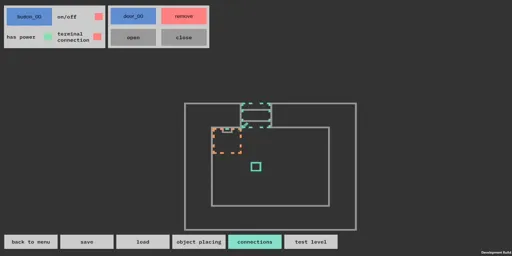 button_00
on/off
door_00
remove
has power
terminal
connection
open
close
back to menu
save
load
object placing
connections
test level
Development Build